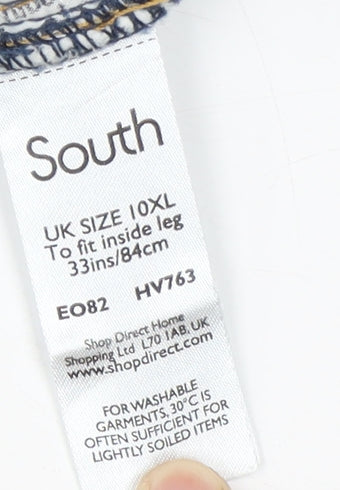 South
UK SIZE 10XL
To fit inside leg
33ins/84cm
EO82 HV763
Shop Direct Home
Shopping Ltd L70 1AB, UK
www.shopdirect.com
FOR WASHABLE
GARMENTS, 30°C IS
OFTEN SUFFICIENT FOR
LIGHTLY SOILED ITEMS